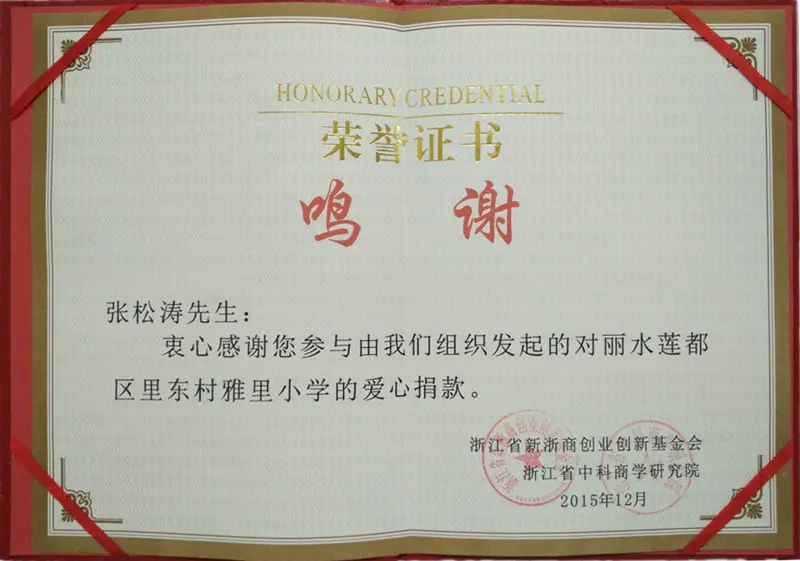 HONORARY CREDENTIAL
荣誉证书
鸣 谢
张松涛先生：
衷心感谢您参与由我们组织发起的对丽水莲都
区里东村雅里小学的爱心捐款。
浙江省新浙商创业创新基金会
浙江省中科商学研究院
2015年12月